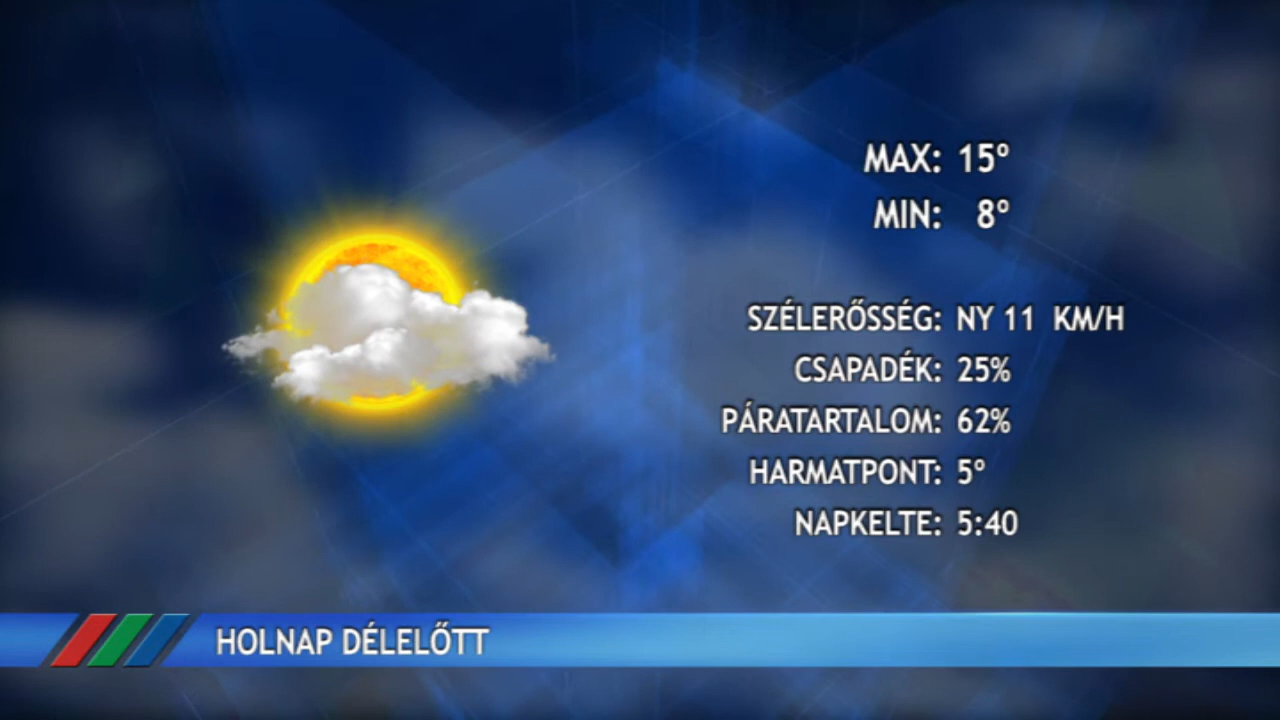 MAX: 15°
MIN: 8°
SZÉLERŐSSÉG: NY 11 KM/H
CSAPADÉK: 25%
PÁRATARTALOM: 62%
HARMATPONT: 5°
NAPKELTE: 5:40
HOLNAP DÉLELŐTT